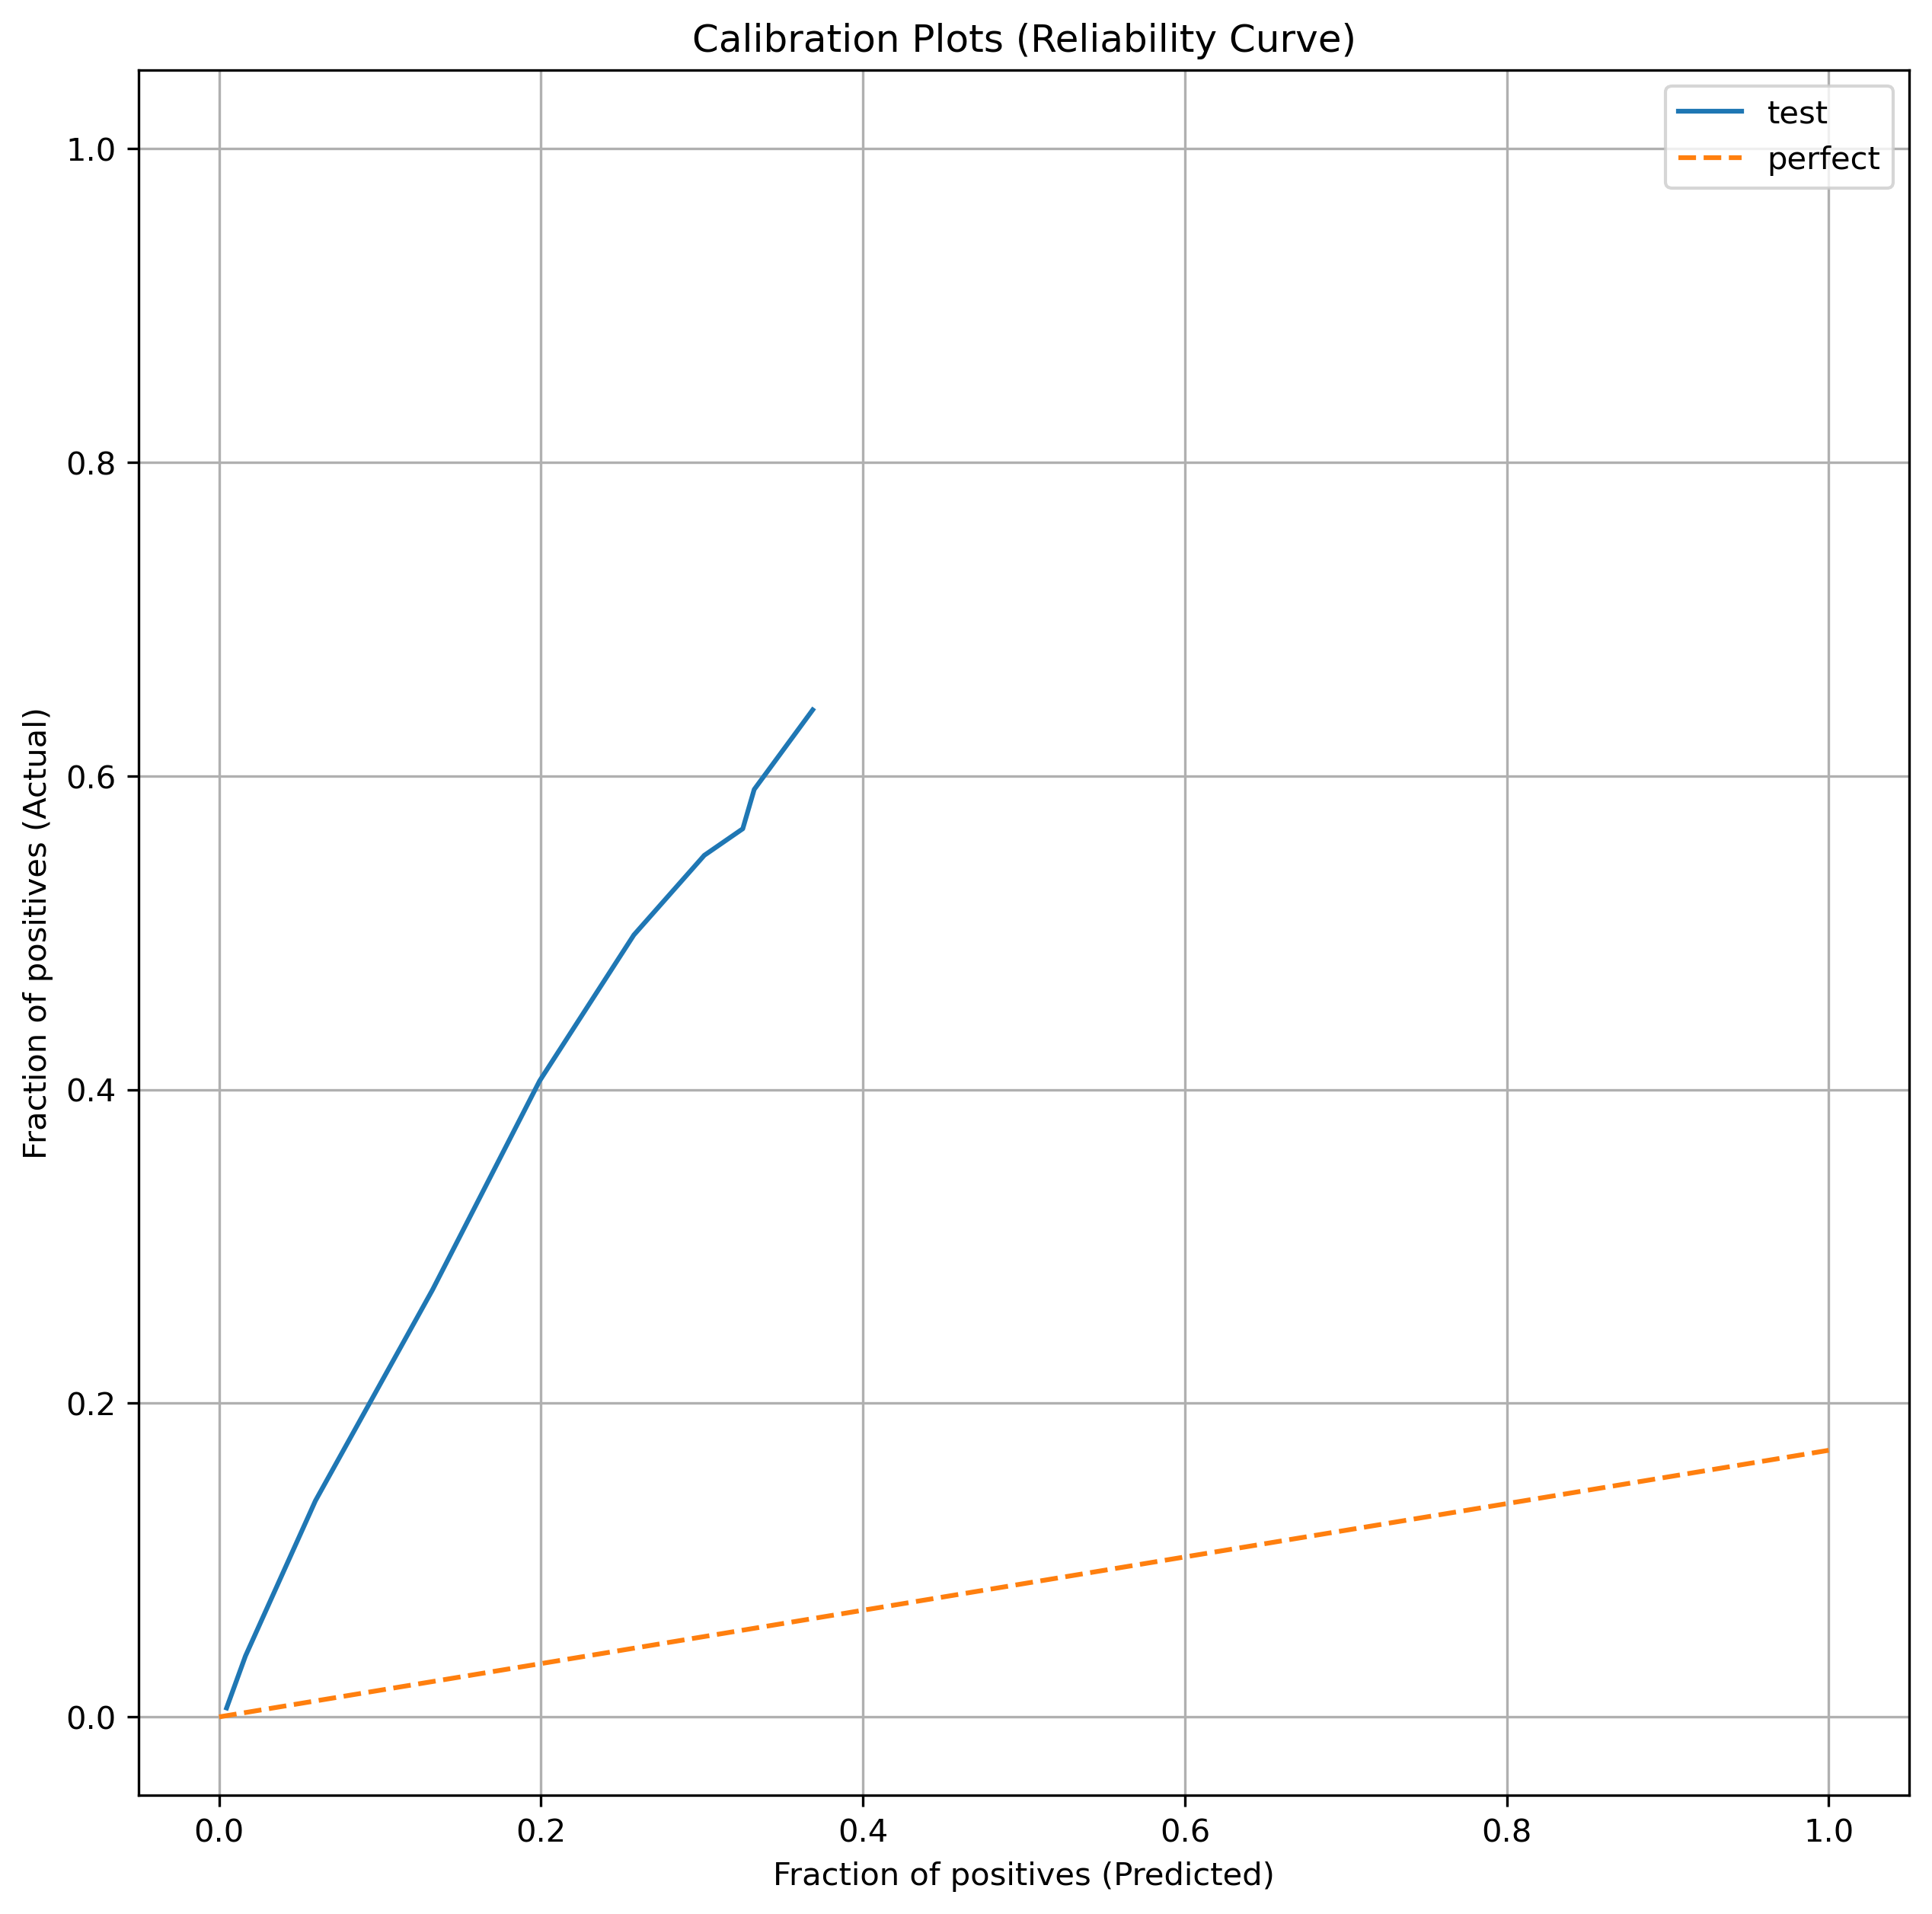 Calibration Plots (Reliability Curve)
test
perfect
1.0
0.8
0.6
0.4
0.2
0.0
Fraction of positives (Actual)
0.0 0.2 0.4 0.6 0.8 1.0
Fraction of positives (Predicted)